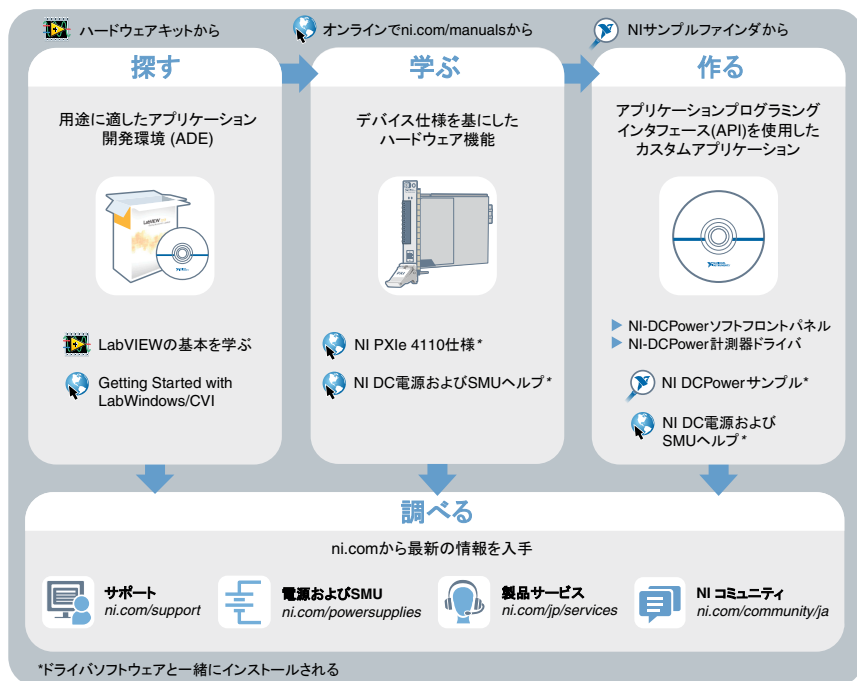 ハードウェアキットから
オンラインでni.com/manualsから
NIサンプルファインダから
探す
用途に適したアプリケーション
開発環境 (ADE)
LabVIEW
LabVIEWの基本を学ぶ
Getting Started with
LabWindows/CVI
学ぶ
デバイス仕様を基にした
ハードウェア機能
NI PXIe 4110仕様*
NI DC電源およびSMUヘルプ*
作る
アプリケーションプログラミング
インタフェース(API)を使用した
カスタムアプリケーション
NI-DCPowerソフトフロントパネル
NI-DCPower計測器ドライバ
NI DCPowerサンプル*
NI DC電源および
SMUヘルプ*
調べる
ni.comから最新の情報を入手
サポート
ni.com/support
電源およびSMU
ni.com/powersupplies
製品サービス
ni.com/jp/services
NI コミュニティ
ni.com/community/ja
*ドライバソフトウェアと一緒にインストールされる